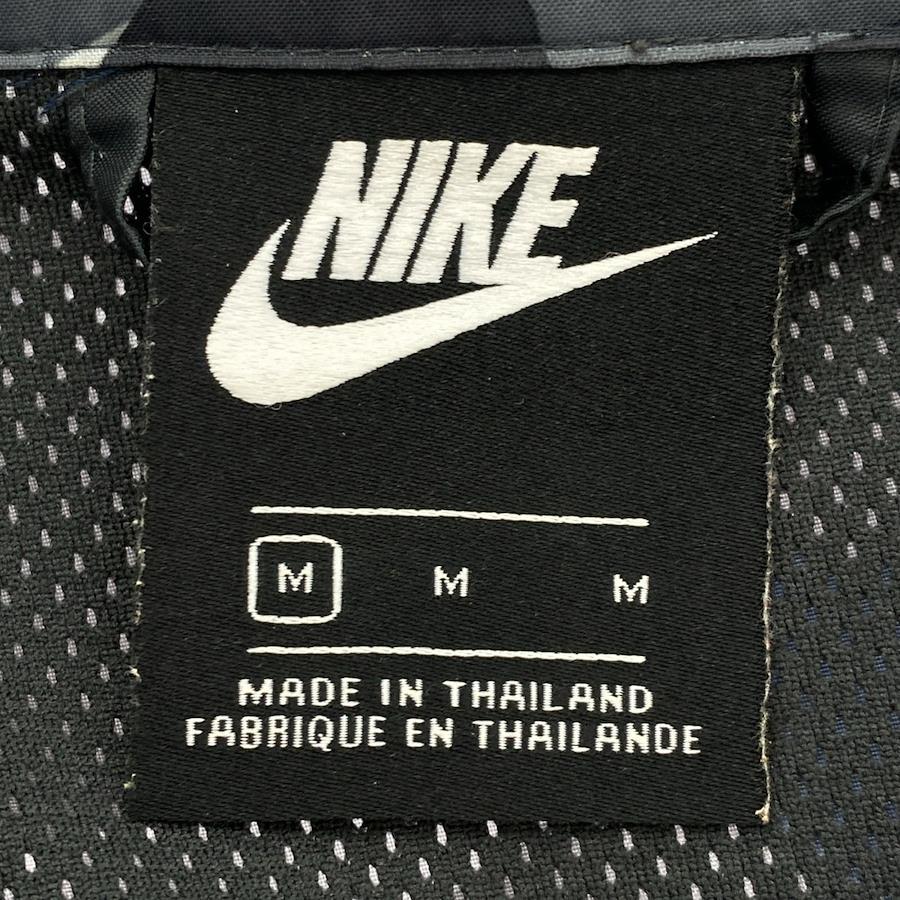 NIKE
M M M
MADE IN THAILAND
FABRIQUE EN THAILANDE